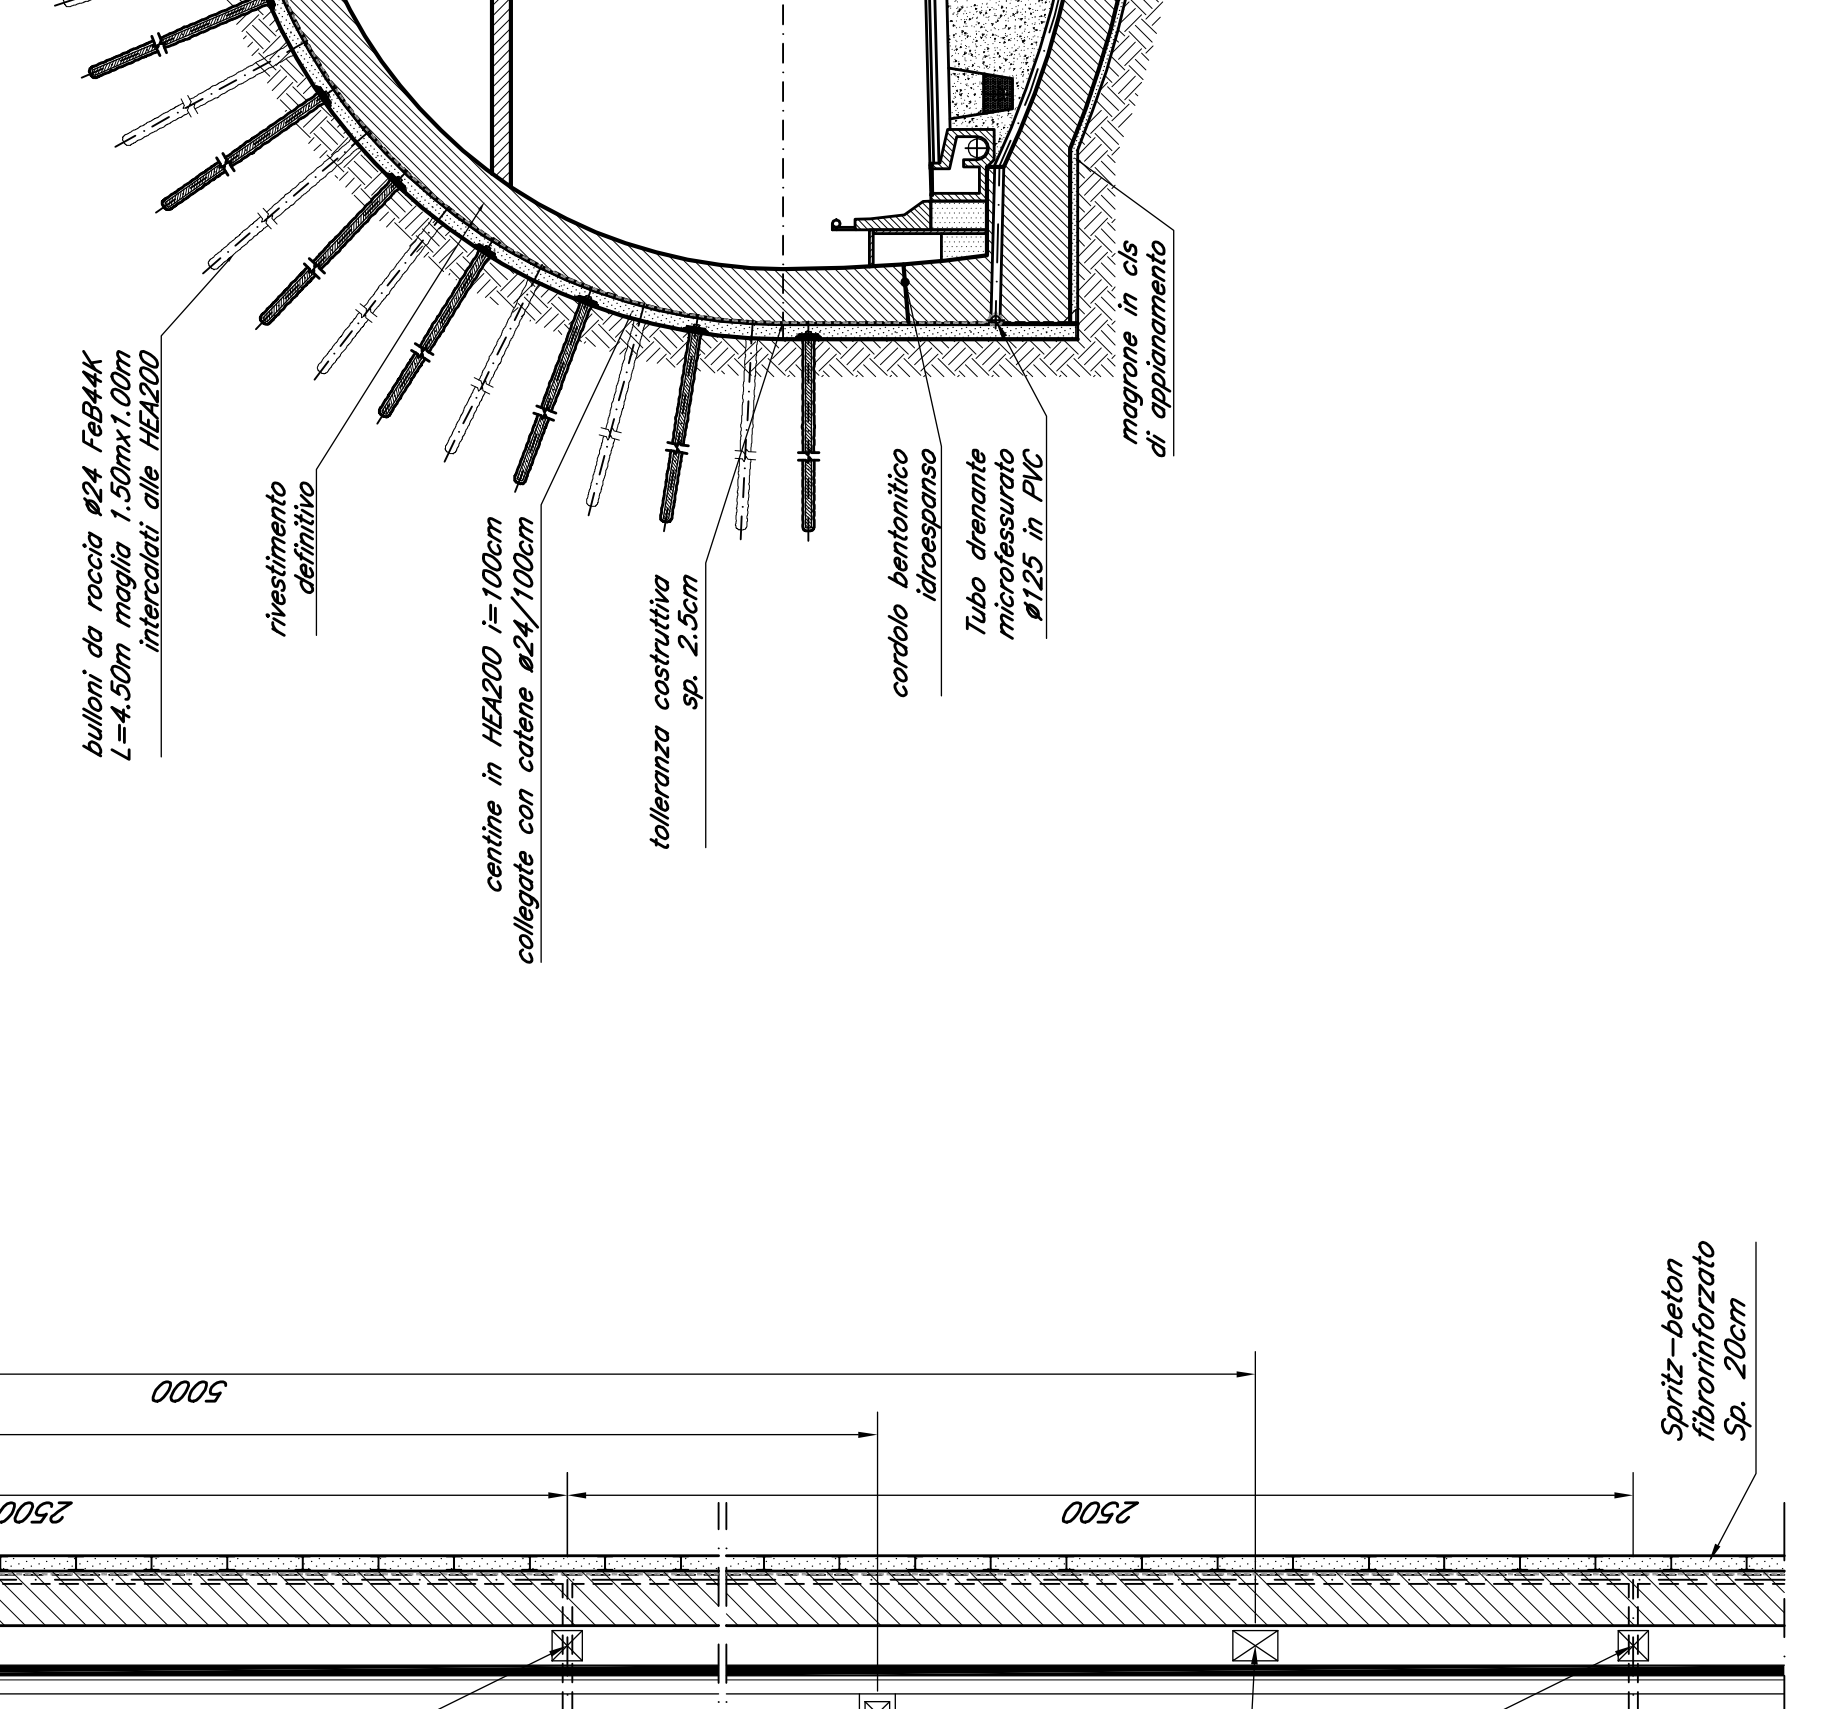 bulloni da roccia ø24 FeB44K
L=4.50m maglia 1.50mx1.00m
intercalati alle HEA200
rivestimento
definitivo
centine in HEA200 i=100cm
collegate con catene ø24/100cm
tolleranza costruttiva
sp. 2.5cm
cordolo bentonitico
idroespanso
Tubo drenante
microfessurato
ø125 in PVC
magrone in cls
di appianamento
Spritz-beton
fibrorinforzato
Sp. 20cm
5000
2500
2500